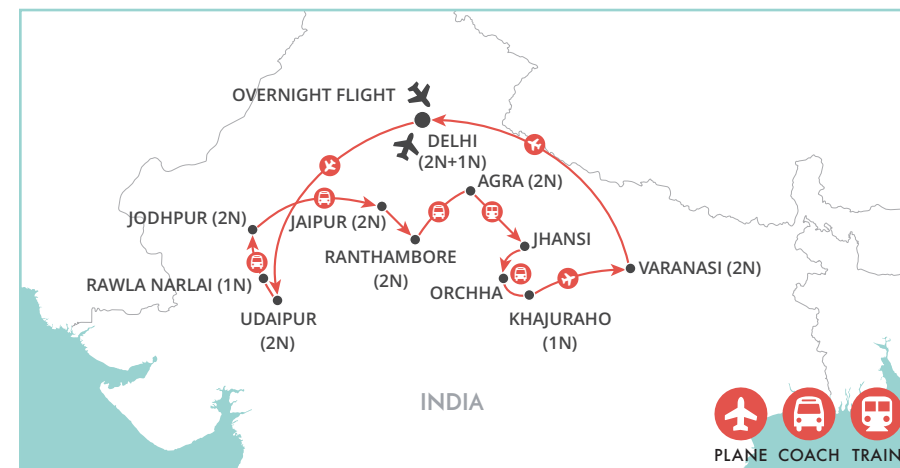 OVERNIGHT FLIGHT
DELHI
(2N+1N)
AGRA (2N)
JODHPUR (2N)
JAIPUR (2N)
JHANSI
RANTHAMBORE
(2N)
VARANASI (2N)
RAWLA NARLAI (1N)
ORCHHA
UDAIPUR
(2N)
KHAJURAHO
(1N)
INDIA
PLANE COACH TRAIN